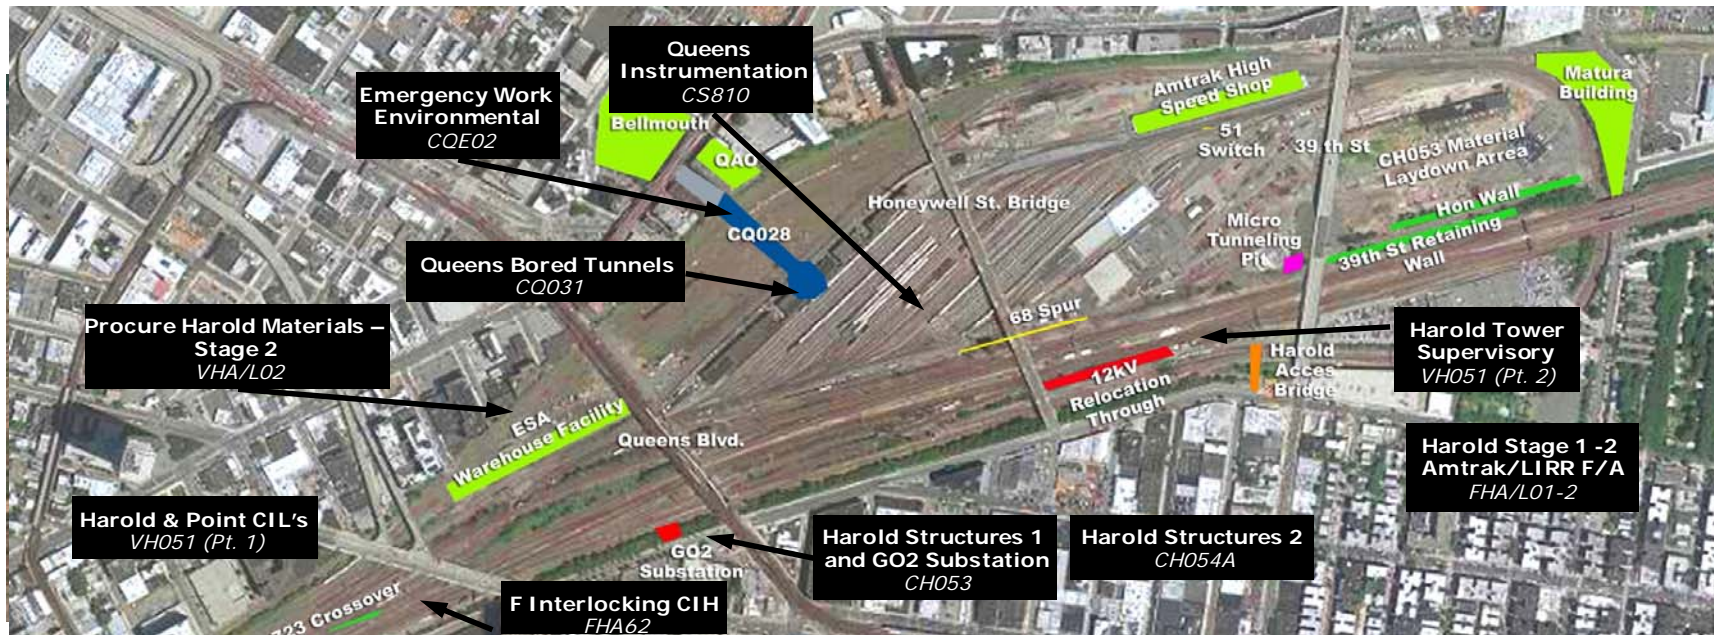 Queens
Instrumentation
CS810
Emergency Work
Environmental
CQE02
Bellmouth
QAO
Amtrak High
Speed Shop
Matura
Building
51
Switch
39 th St
CH053 Material
Laydown Arrea
Honeywell St. Bridge
Hon Wall
CQ028
Micro
Tunneling
Pit
39th St Retaining
Wall
Queens Bored Tunnels
CQ031
68 Spur
Procure Harold Materials –
Stage 2
VHA/L02
Harold Tower
Supervisory
VH051 (Pt. 2)
Harold
Acces
Bridge
12kV
Relocation
Through
ESA
Warehouse Facility
Queens Blvd.
Harold Stage 1 -2
Amtrak/LIRR F/A
FHA/L01-2
Harold & Point CIL's
VH051 (Pt. 1)
GO2
Substation
Harold Structures 1
and GO2 Substation
CH053
Harold Structures 2
CH054A
723 Crossover
F Interlocking CIH
FHA62